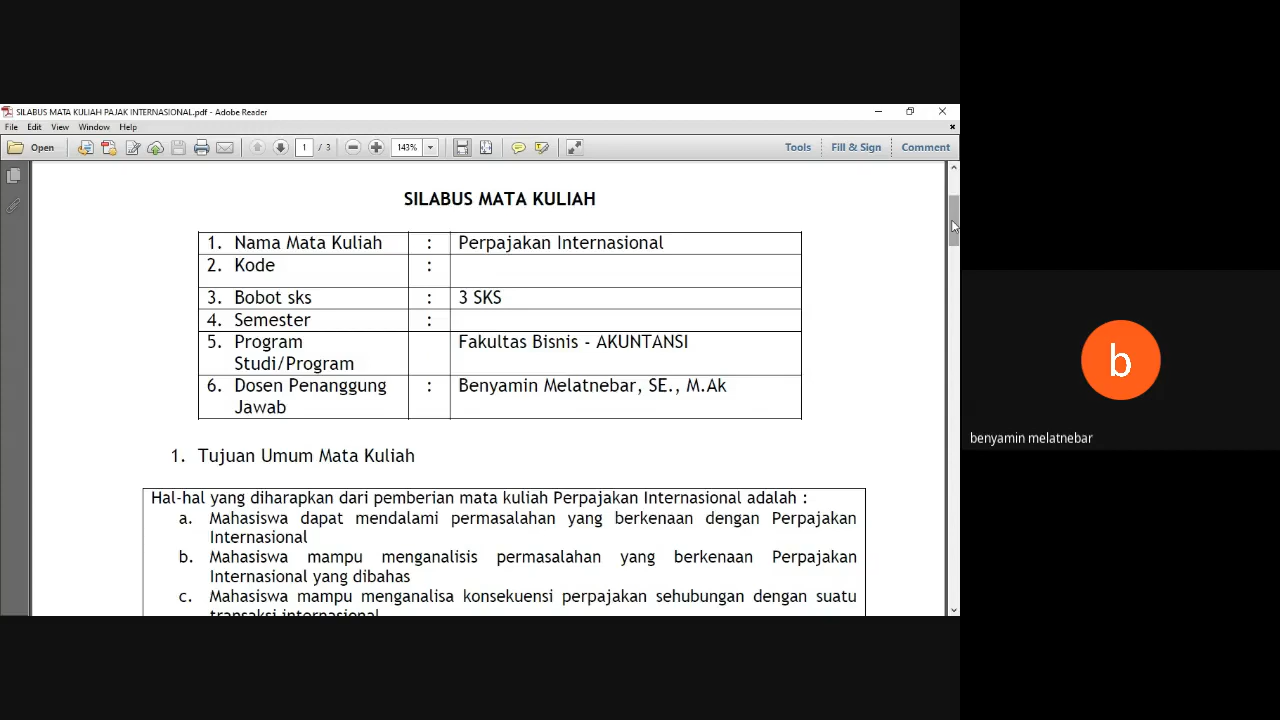 SILABUS MATA KULIAH PAJAK INTERNASIONAL.pdf - Adobe Reader
File Edit View Window Help
Open 1 / 3 143% Tools Fill & Sign Comment
SILABUS MATA KULIAH
1. Nama Mata Kuliah : Perpajakan Internasional
2. Kode :
3. Bobot sks : 3 SKS
4. Semester :
5. Program Fakultas Bisnis - AKUNTANSI
Studi/Program
6. Dosen Penanggung : Benyamin Melatnebar, SE., M.Ak
Jawab
1. Tujuan Umum Mata Kuliah
Hal-hal yang diharapkan dari pemberian mata kuliah Perpajakan Internasional adalah :
a. Mahasiswa dapat mendalami permasalahan yang berkenaan dengan Perpajakan
Internasional
b. Mahasiswa mampu menganalisis permasalahan yang berkenaan Perpajakan
Internasional yang dibahas
c. Mahasiswa mampu menganalisa konsekuensi perpajakan sehubungan dengan suatu
transaksi internasional
b
benyamin melatnebar